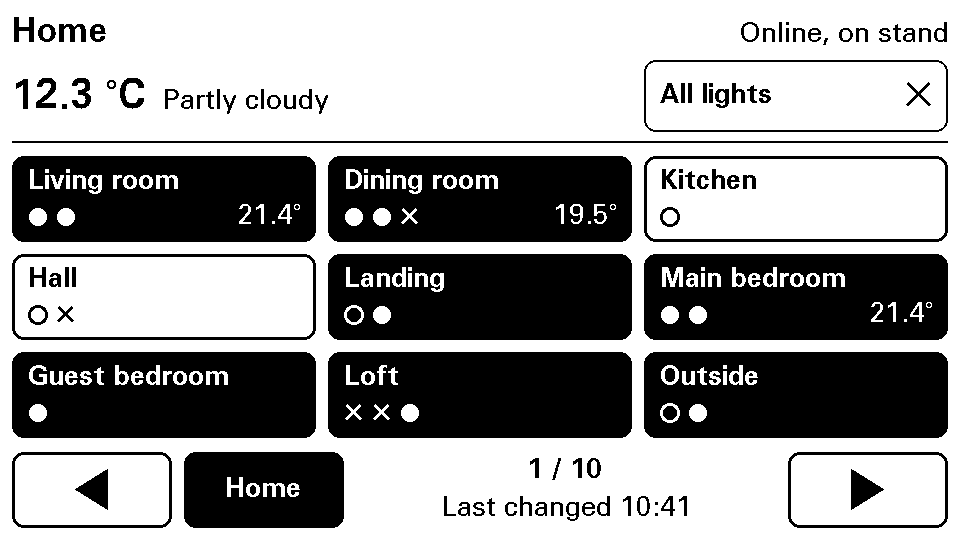 Home
Online, on stand
12.3 °C Partly cloudy
All lights
Living room
21.4°
Dining room
19.5°
Kitchen
Hall
Landing
Main bedroom
21.4°
Guest bedroom
Loft
Outside
Home
1 / 10
Last changed 10:41